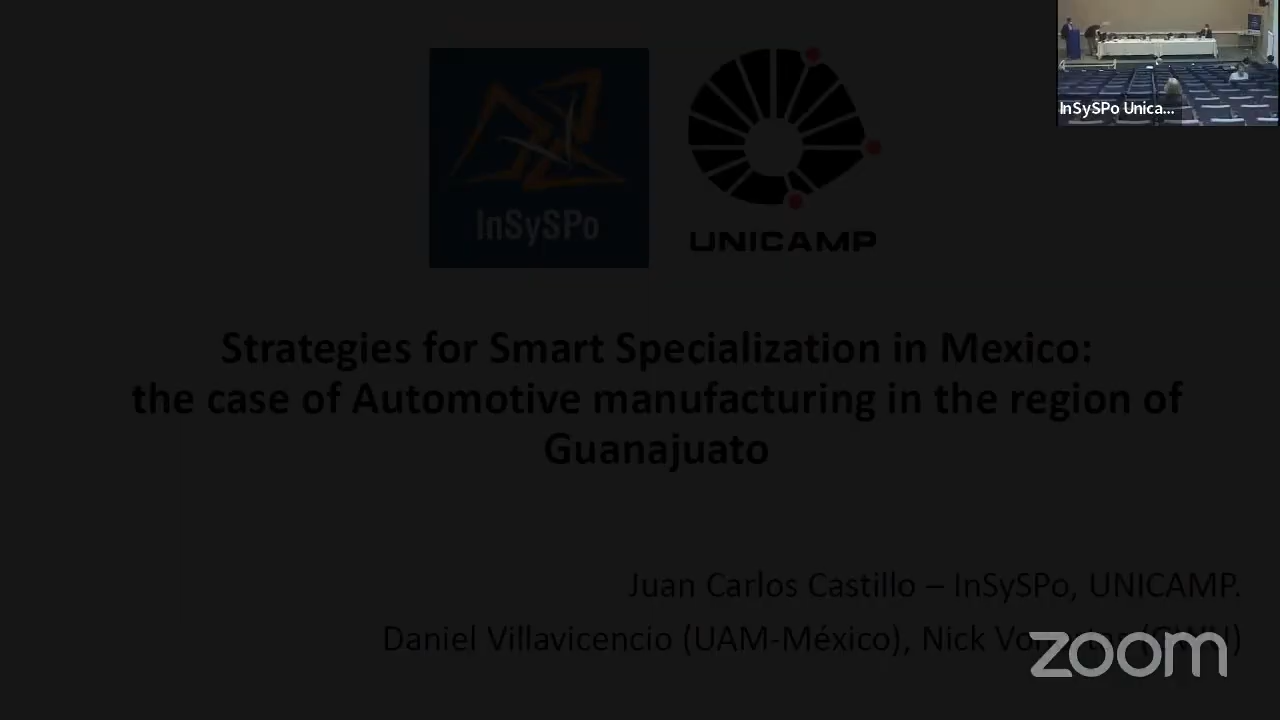 InSySPo Unica...
InSySPo
UNICAMP
Strategies for Smart Specialization in Mexico:
the case of Automotive manufacturing in the region of
Guanajuato
Juan Carlos Castillo – InSySPo, UNICAMP.
Daniel Villavicencio (UAM-México), Nick
zoom